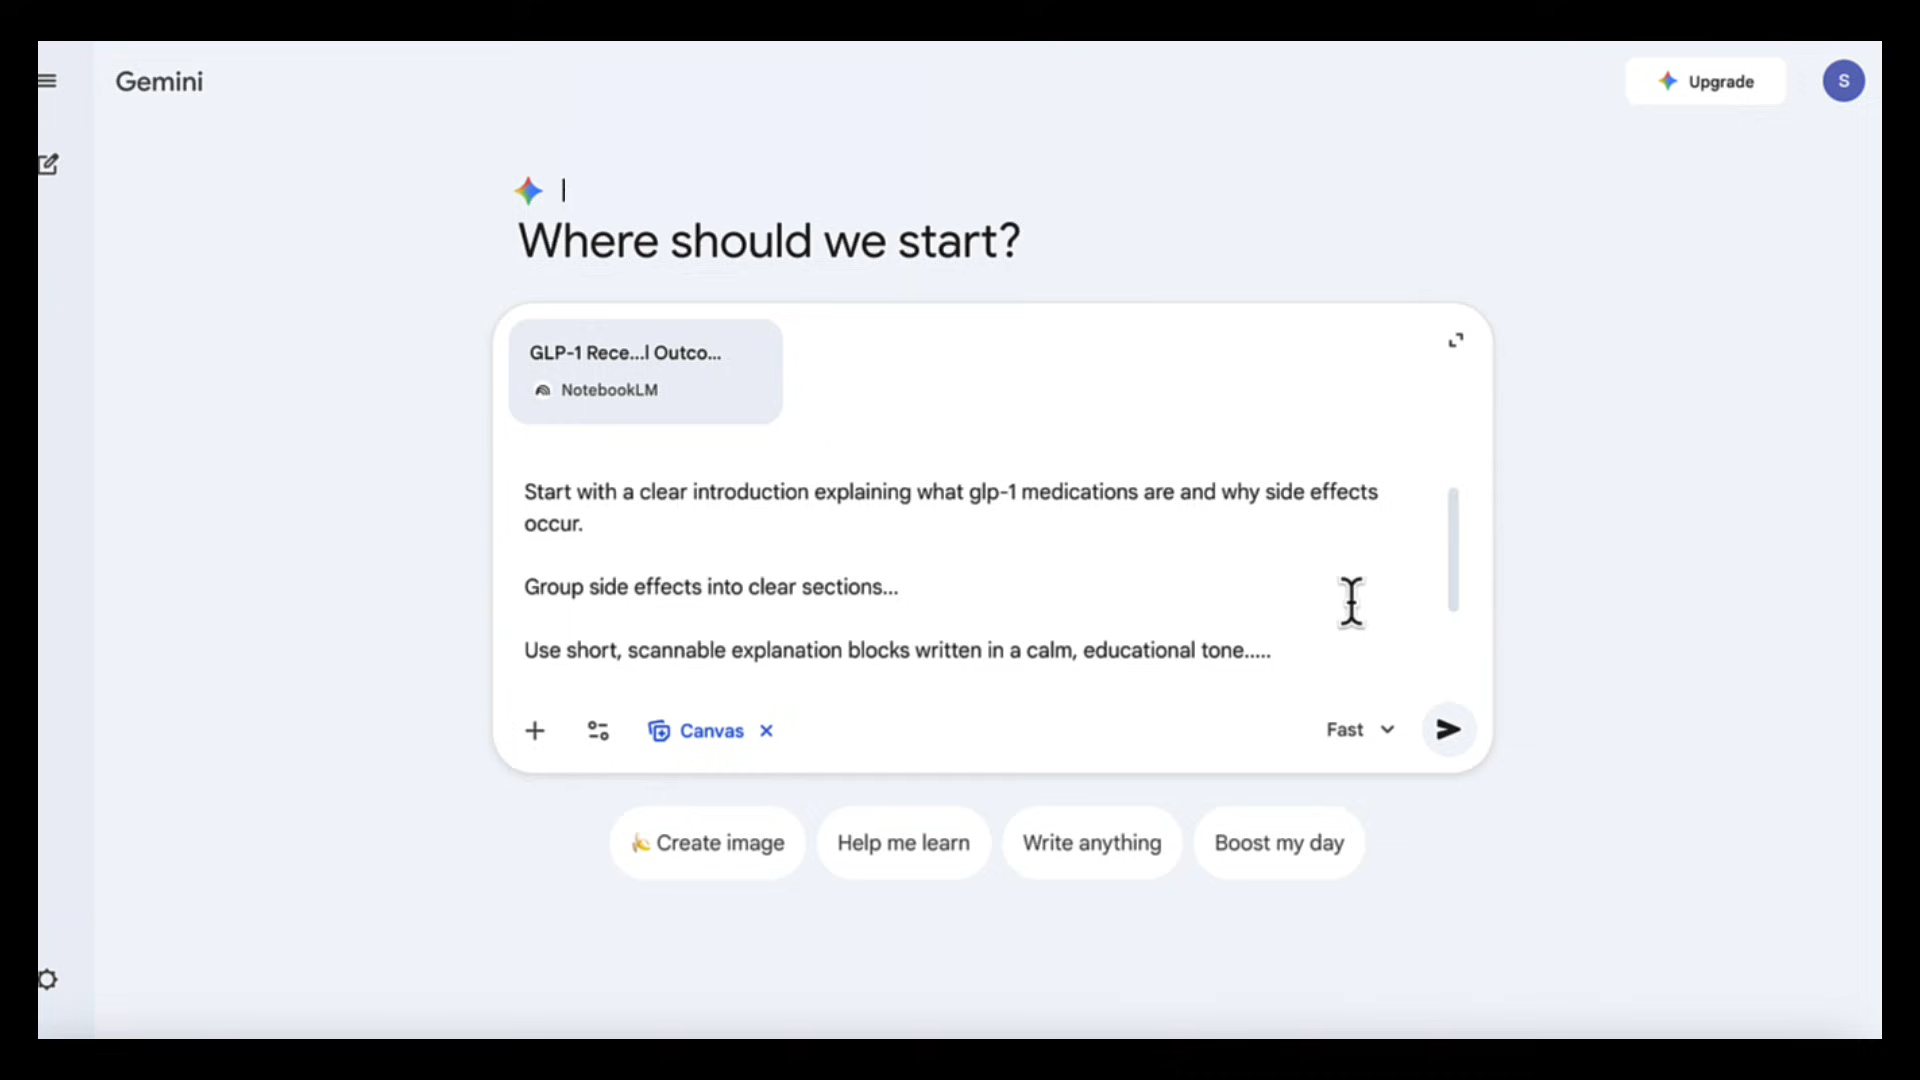 Gemini
Upgrade
S
Where should we start?
GLP-1 Rece...l Outco...
NotebookLM
Start with a clear introduction explaining what glp-1 medications are and why side effects
occur.
Group side effects into clear sections...
Use short, scannable explanation blocks written in a calm, educational tone.....
Canvas
Fast
Create image
Help me learn
Write anything
Boost my day